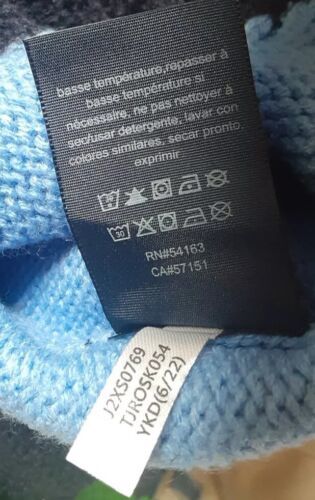 basse température,repasser à
basse température si
nécessaire, ne pas nettoyer à
sec/usar detergente, lavar con
colores similares, secar pronto,
exprimir
30
RN#54163
CA#57151
J2XS0769
TJROSK054
YKD(6/22)